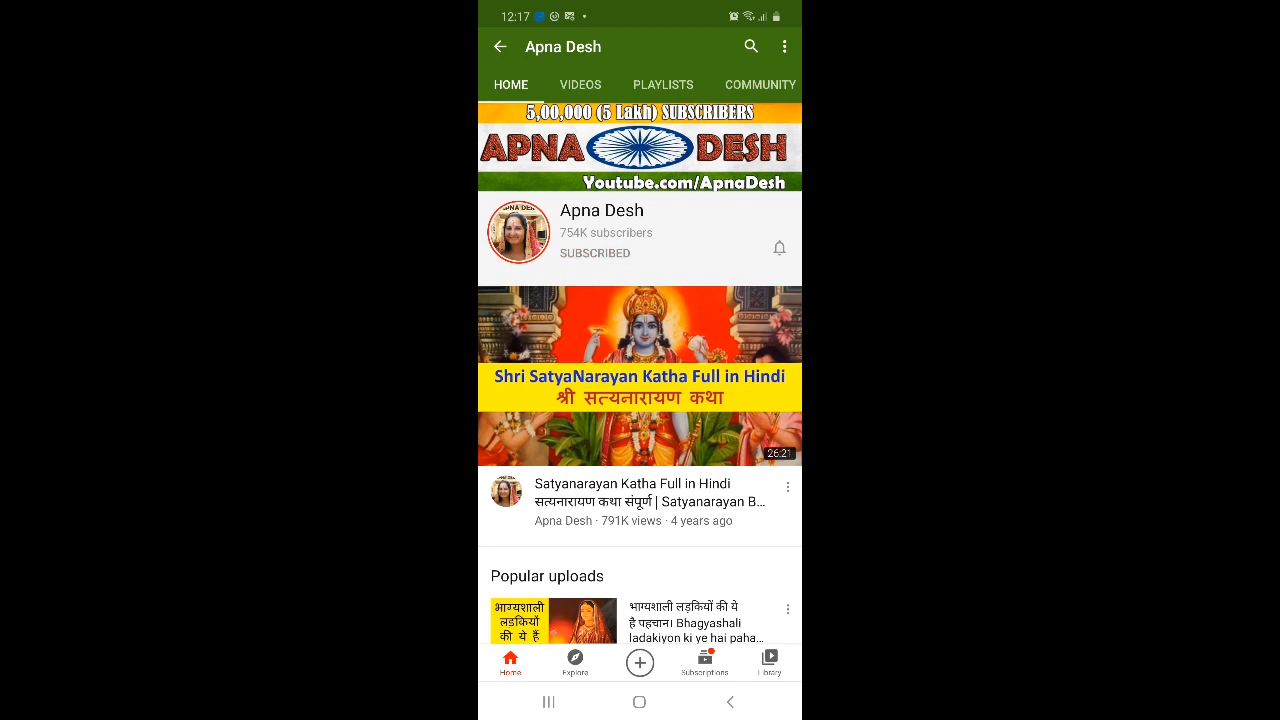 12:17
Apna Desh
HOME VIDEOS PLAYLISTS COMMUNITY
5,00,000 (5 Lakh) SUBSCRIBERS
APNA DESH
Youtube.com/ApnaDesh
Apna Desh
754K subscribers
SUBSCRIBED
Shri SatyaNarayan Katha Full in Hindi
श्री सत्यनारायण कथा
26:21
Satyanarayan Katha Full in Hindi
सत्यनारायण कथा संपूर्ण | Satyanarayan B...
Apna Desh · 791K views · 4 years ago
Popular uploads
भाग्यशाली
लडकियों
की ये हैं
भाग्यशाली लड़कियों की ये
है पहचान। Bhagyashali
ladakiyon ki ye hai paha...
Home Explore Subscriptions Library